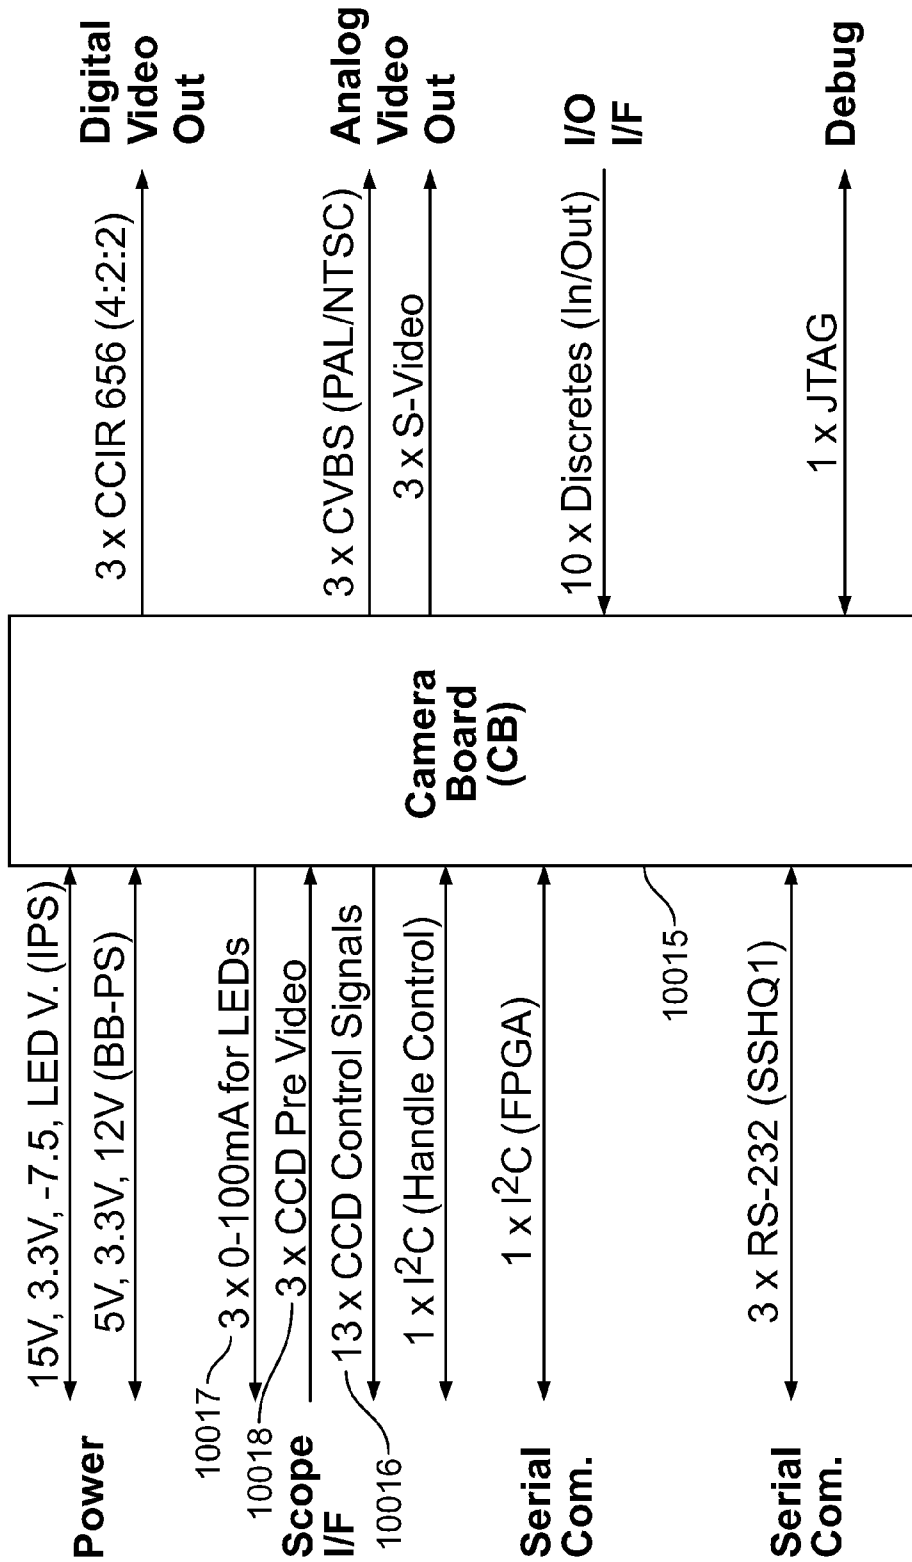 Power
15V, 3.3V, -7.5, LED V. (IPS)
5V, 3.3V, 12V (BB-PS)
Scope
I/F
10017
3 x 0-100mA for LEDs
10018
3 x CCD Pre Video
10016
13 x CCD Control Signals
1 x I²C (Handle Control)
Serial
Com.
1 x I²C (FPGA)
10015
Serial
Com.
3 x RS-232 (SSHQ1)
Camera
Board
(CB)
3 x CCIR 656 (4:2:2)
Digital
Video
Out
3 x CVBS (PAL/NTSC)
3 x S-Video
Analog
Video
Out
10 x Discretes (In/Out)
I/O
I/F
1 x JTAG
Debug